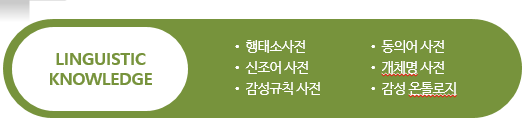 LINGUISTIC
KNOWLEDGE
• 형태소사전
• 신조어 사전
• 감성규칙 사전
• 동의어 사전
• 개체명 사전
• 감성 온톨로지